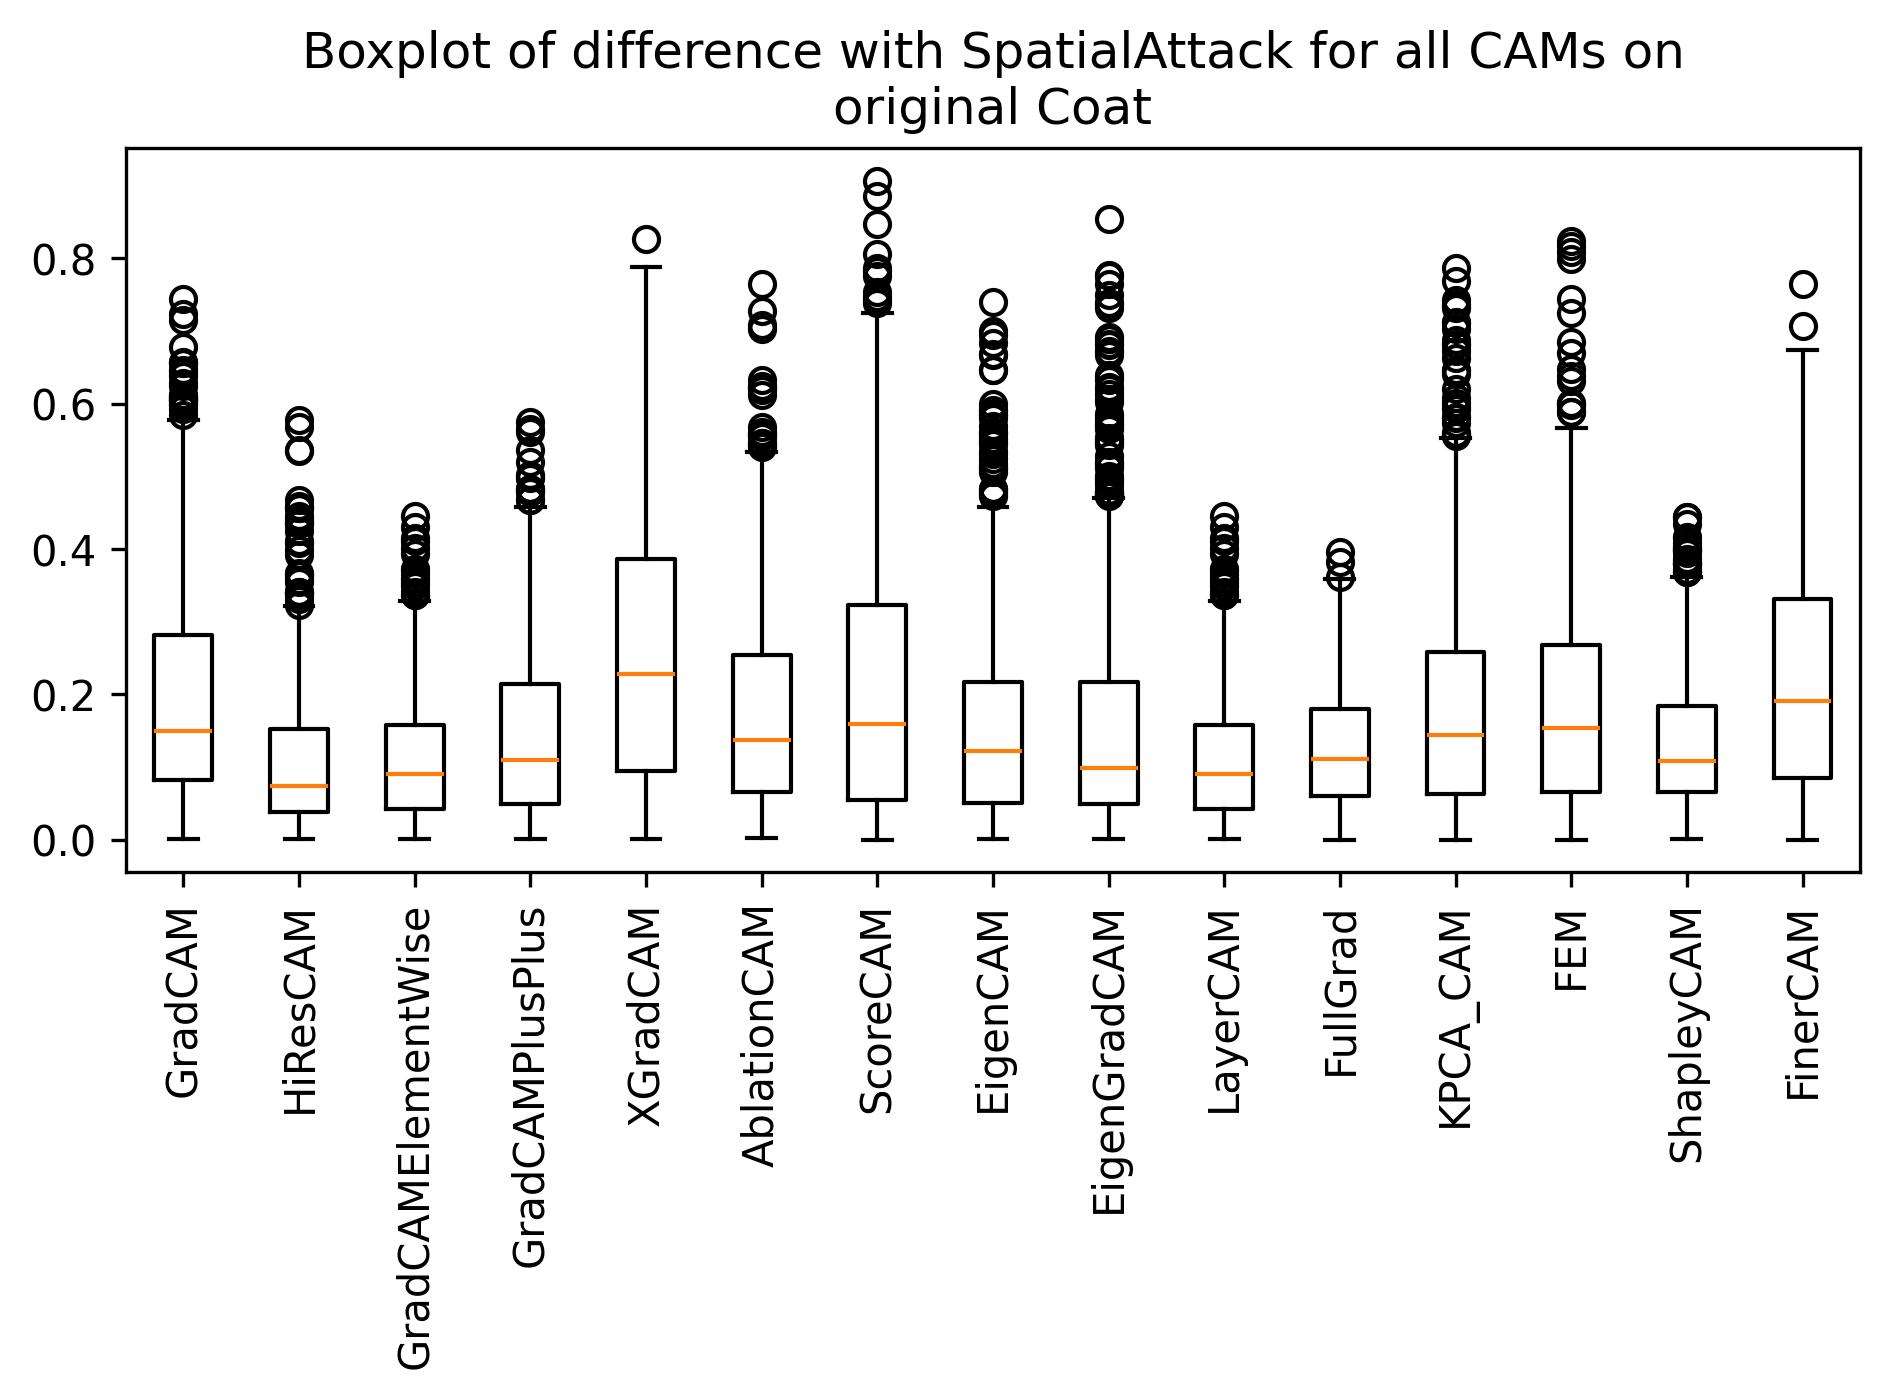 Boxplot of difference with SpatialAttack for all CAMs on
original Coat
0.8
0.6
0.4
0.2
0.0
GradCAM
HiResCAM
GradCAMElementWise
GradCAMPlusPlus
XGradCAM
AblationCAM
ScoreCAM
EigenCAM
EigenGradCAM
LayerCAM
FullGrad
KPCA_CAM
FEM
ShapleyCAM
FinerCAM